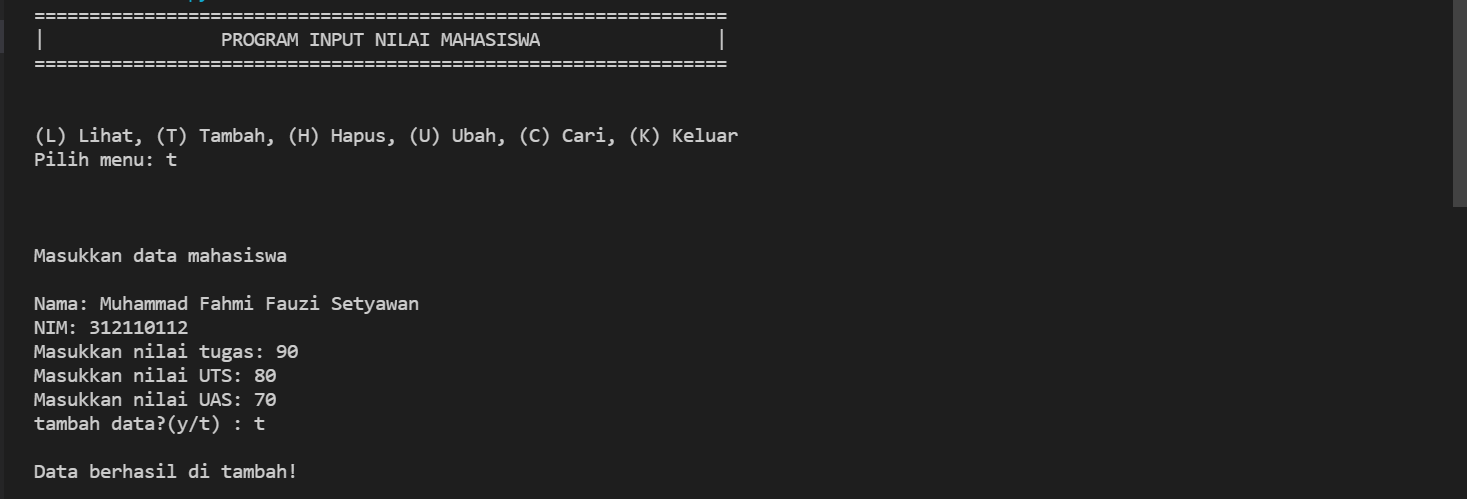 ===============================================================
| PROGRAM INPUT NILAI MAHASISWA |
===============================================================
(L) Lihat, (T) Tambah, (H) Hapus, (U) Ubah, (C) Cari, (K) Keluar
Pilih menu: t
Masukkan data mahasiswa
Nama: Muhammad Fahmi Fauzi Setyawan
NIM: 312110112
Masukkan nilai tugas: 90
Masukkan nilai UTS: 80
Masukkan nilai UAS: 70
tambah data?(y/t) : t
Data berhasil di tambah!